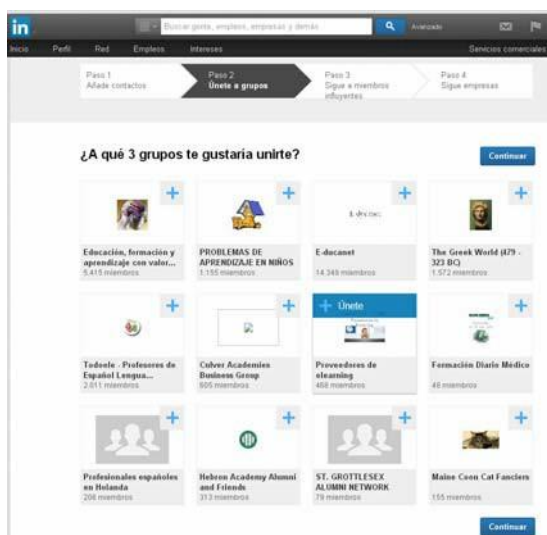 in
Buscar gente, empleos, empresas y demás
Avanzado
Inicio Perfil Red Empleos Intereses
Servicios comerciales
Paso 1
Añade contactos
Paso 2
Únete a grupos
Paso 3
Sigue a miembros
influyentes
Paso 4
Sigue empresas
¿A qué 3 grupos te gustaría unirte?
Continuar
Educación, formación y
aprendizaje con valor...
5.415 miembros
PROBLEMAS DE
APRENDIZAJE EN NIÑOS
1.155 miembros
E-ducanet
14.349 miembros
The Greek World (479 -
323 BC)
1.572 miembros
Todoele - Profesores de
Español Lengua...
2.011 miembros
Culver Academies
Business Group
605 miembros
Únete
Proveedores de
elearning
468 miembros
Formación Diario Médico
46 miembros
Profesionales españoles
en Holanda
206 miembros
Hebron Academy Alumni
and Friends
313 miembros
ST. GROTTLESEX
ALUMNI NETWORK
79 miembros
Maine Coon Cat Fanciers
155 miembros
Continuar